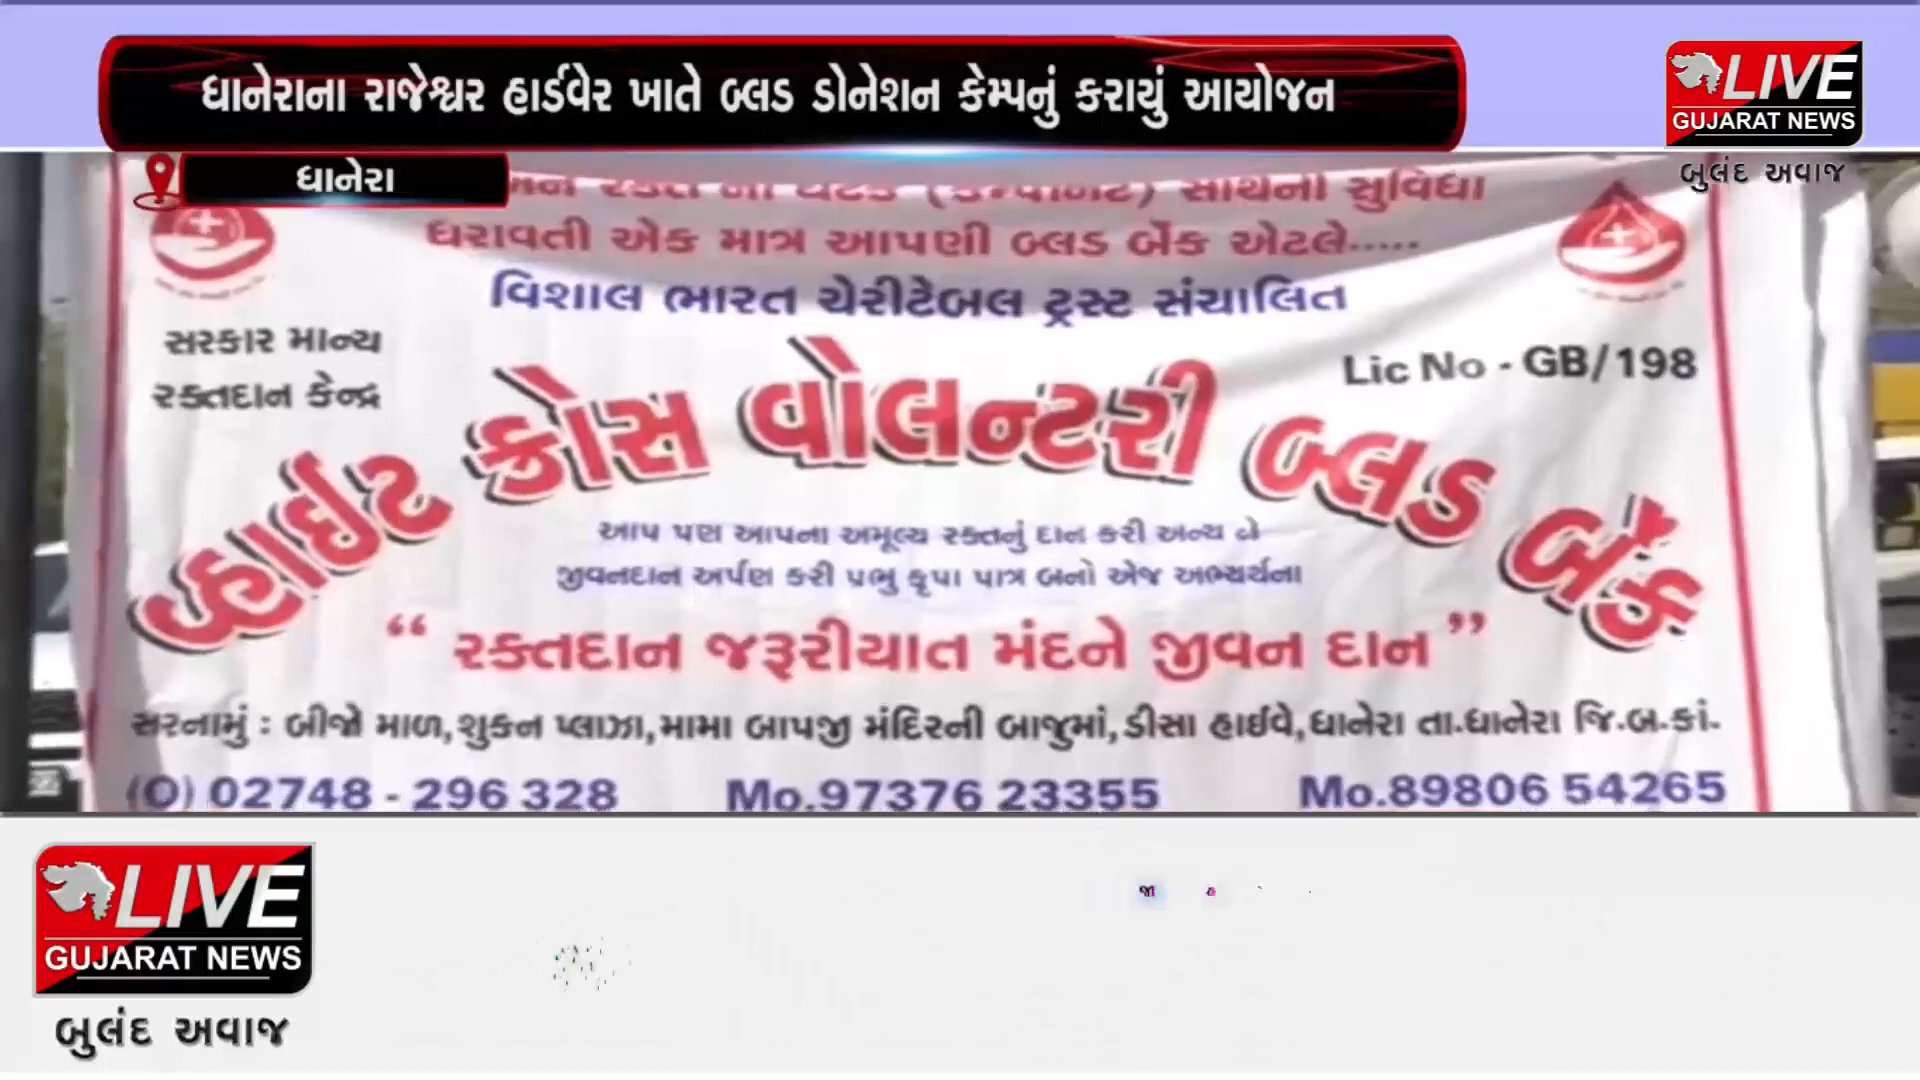 ધાનેરાના રાજેશ્વર હાર્ડવેર ખાતે બ્લડ ડોનેશન કેમ્પનું કરાયું આયોજન
LIVE
GUJARAT NEWS
બુલંદ અવાજ
ધાનેરા
સાથેની સુવિધા
ધરાવતી એક માત્ર આપણી બ્લડ બેંક એટલે.....
વિશાલ ભારત ચેરીટેબલ ટ્રસ્ટ સંચાલિત
સરકાર માન્ય
રક્તદાન કેન્દ્ર
Lic No - GB/198
વ્હાઈટ ક્રોસ વોલન્ટરી બ્લડ બેંક
આપ પણ આપના અમૂલ્ય રક્તનું દાન કરી અન્ય ને
જીવનદાન અર્પણ કરી પ્રભુ કૃપા પાત્ર બનો એજ અભ્યર્થના
“ રક્તદાન જરૂરીયાત મંદને જીવન દાન ”
સરનામું : બીજો માળ,શુકન પ્લાઝા,મામા બાપજી મંદિરની બાજુમાં,ડીસા હાઈવે,ધાનેરા તા.ધાનેરા જિ.બ.કાં.
(O) 02748 - 296 328 Mo.97376 23355 Mo.89806 54265
LIVE
GUJARAT NEWS
બુલંદ અવાજ